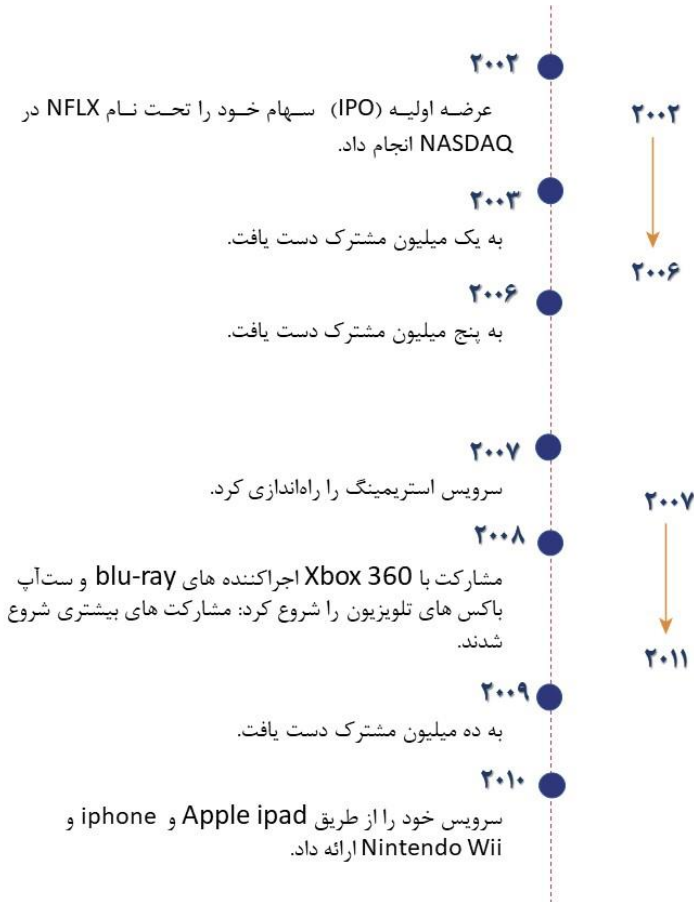 ۲۰۰۲
عرضه اولیه (IPO) سهام خود را تحت نام NFLX در
NASDAQ انجام داد.
۲۰۰۳
به یک میلیون مشترک دست یافت.
۲۰۰۶
به پنج میلیون مشترک دست یافت.
۲۰۰۲
۲۰۰۶
۲۰۰۷
سرویس استریمینگ را راه‌اندازی کرد.
۲۰۰۸
مشارکت با Xbox 360 اجراکننده های blu-ray و ست‌آپ
باکس های تلویزیون را شروع کرد: مشارکت های بیشتری شروع
شدند.
۲۰۰۹
به ده میلیون مشترک دست یافت.
۲۰۱۰
سرویس خود را از طریق Apple ipad و iphone و
Nintendo Wii ارائه داد.
۲۰۰۷
۲۰۱۱